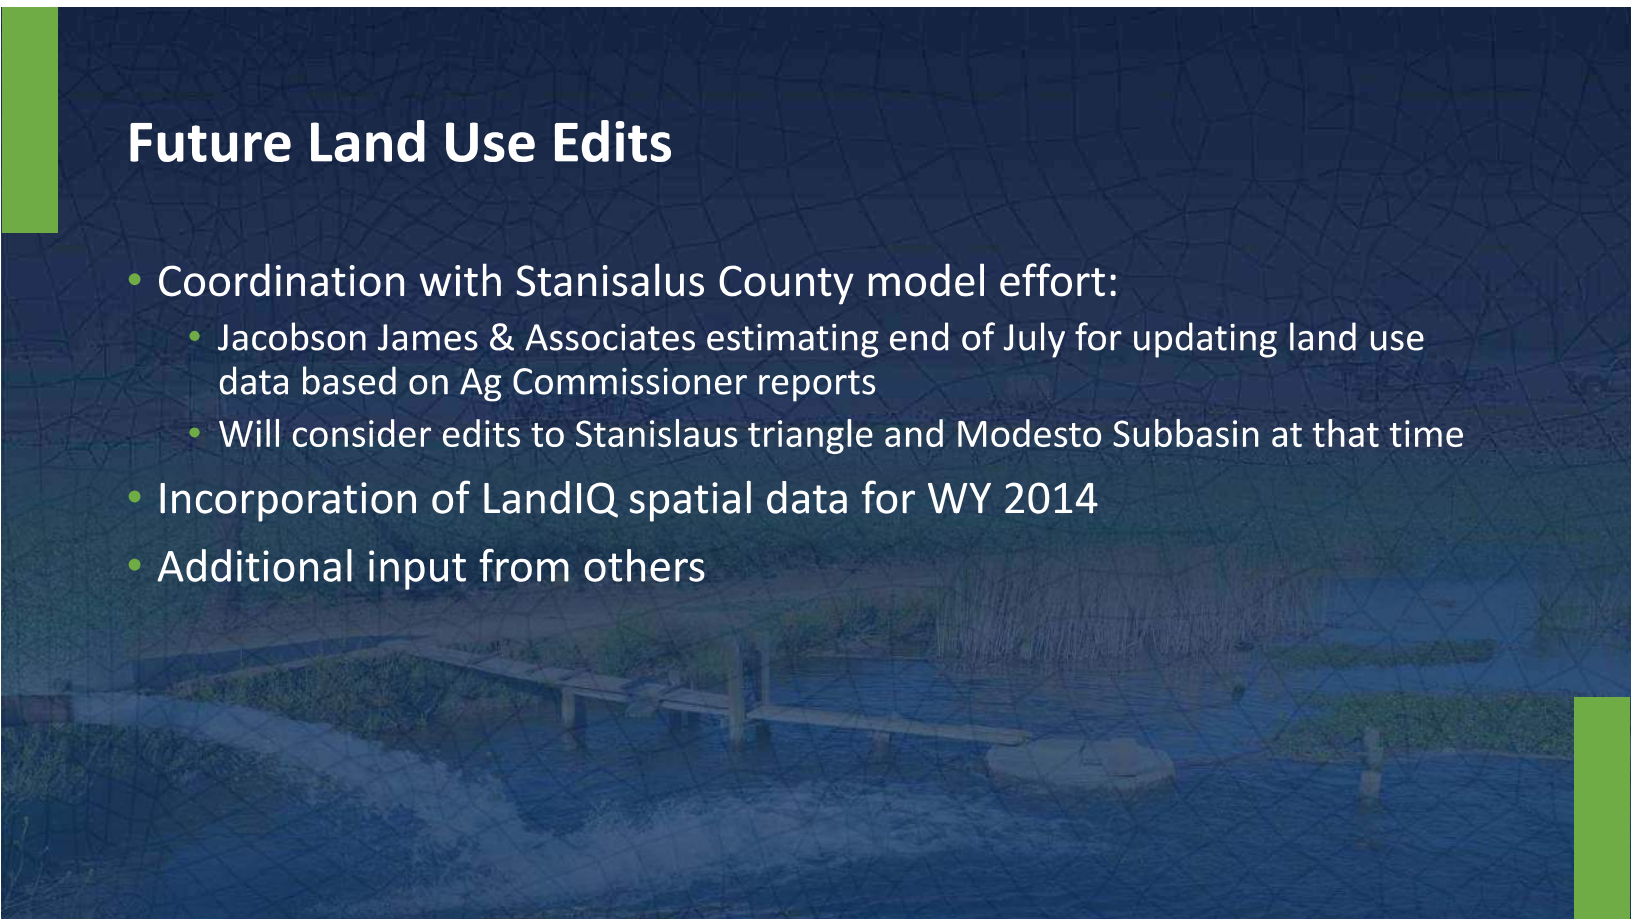 Future Land Use Edits
• Coordination with Stanisalus County model effort:
• Jacobson James & Associates estimating end of July for updating land use
data based on Ag Commissioner reports
• Will consider edits to Stanislaus triangle and Modesto Subbasin at that time
• Incorporation of LandIQ spatial data for WY 2014
• Additional input from others